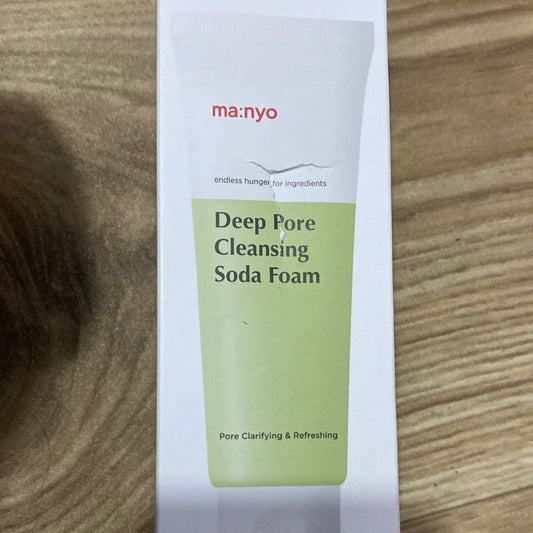 ma:nyo
endless hunger for ingredients
Deep Pore
Cleansing
Soda Foam
Pore Clarifying & Refreshing